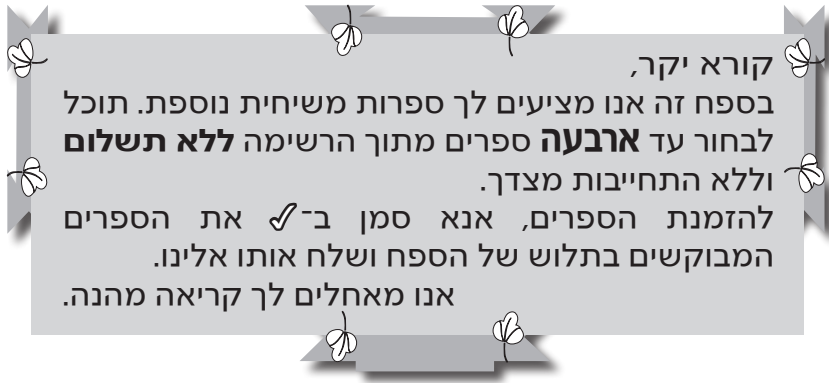 קורא יקר,
בספח זה אנו מציעים לך ספרות משיחית נוספת. תוכל
לבחור עד ארבעה ספרים מתוך הרשימה ללא תשלום
וללא התחייבות מצדך.
להזמנת הספרים, אנא סמן ב־✓ את הספרים
המבוקשים בתלוש של הספח ושלח אותו אלינו.
אנו מאחלים לך קריאה מהנה.